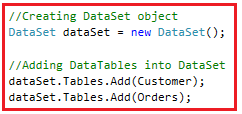 //Creating DataSet object
DataSet dataSet = new DataSet();
//Adding DataTables into DataSet
dataSet.Tables.Add(Customer);
dataSet.Tables.Add(Orders);